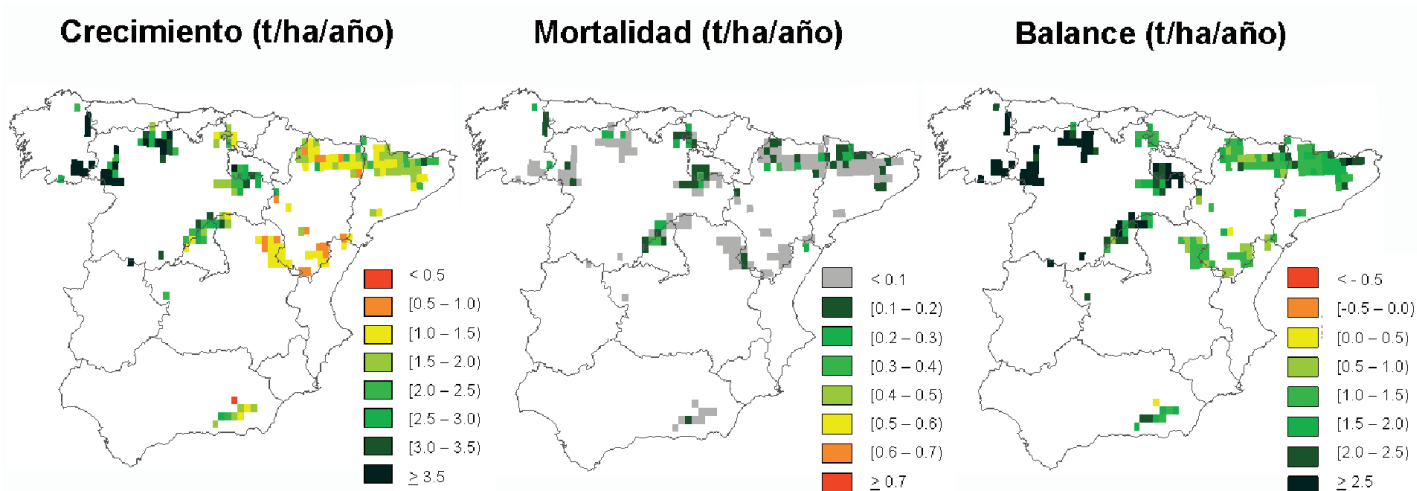 Crecimiento (t/ha/año)
Mortalidad (t/ha/año)
Balance (t/ha/año)
< 0.5
[0.5 – 1.0)
[1.0 – 1.5)
[1.5 – 2.0)
[2.0 – 2.5)
[2.5 – 3.0)
[3.0 – 3.5)
≥ 3.5
< 0.1
[0.1 – 0.2)
[0.2 – 0.3)
[0.3 – 0.4)
[0.4 – 0.5)
[0.5 – 0.6)
[0.6 – 0.7)
≥ 0.7
< - 0.5
[-0.5 – 0.0)
[0.0 – 0.5)
[0.5 – 1.0)
[1.0 – 1.5)
[1.5 – 2.0)
[2.0 – 2.5)
≥ 2.5